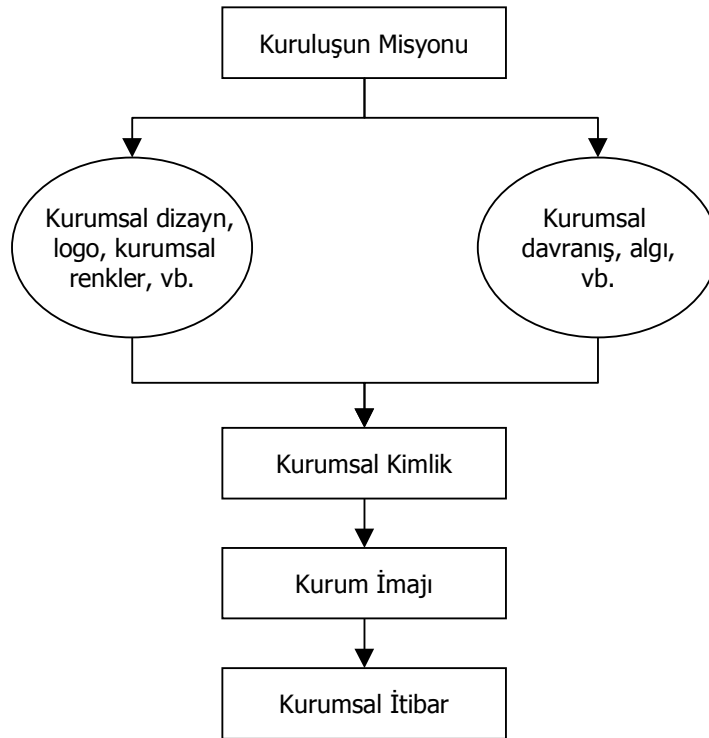 Kuruluşun Misyonu
Kurumsal dizayn,
logo, kurumsal
renkler, vb.
Kurumsal
davranış, algı,
vb.
Kurumsal Kimlik
Kurum İmajı
Kurumsal İtibar